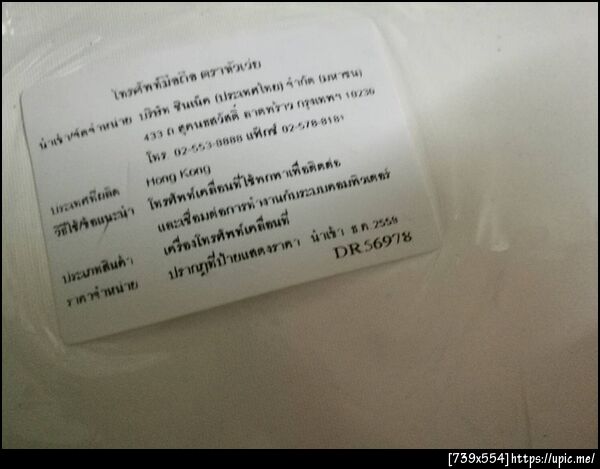 โทรศัพท์มือถือ ตราหัวเว่ย
นำเข้า/จัดจำหน่าย บริษัท ซินเน็ค (ประเทศไทย) จำกัด (มหาชน)
433 ถ สุคนธสวัสดิ์ ลาดพร้าว กรุงเทพฯ 10230
โทร. 02-553-8888 แฟ็กซ์ 02-578-8181
ประเทศที่ผลิต Hong Kong
วิธีใช้/ข้อแนะนำ โทรศัพท์เคลื่อนที่ใช้พกพาเพื่อติดต่อ
และเชื่อมต่อการทำงานกับระบบคอมพิวเตอร์
ประเภทสินค้า เครื่องโทรศัพท์เคลื่อนที่
ราคาจำหน่าย ปรากฏที่ป้ายแสดงราคา นำเข้า ธ.ค.2559
DR56978
[739x554]https://upic.me/